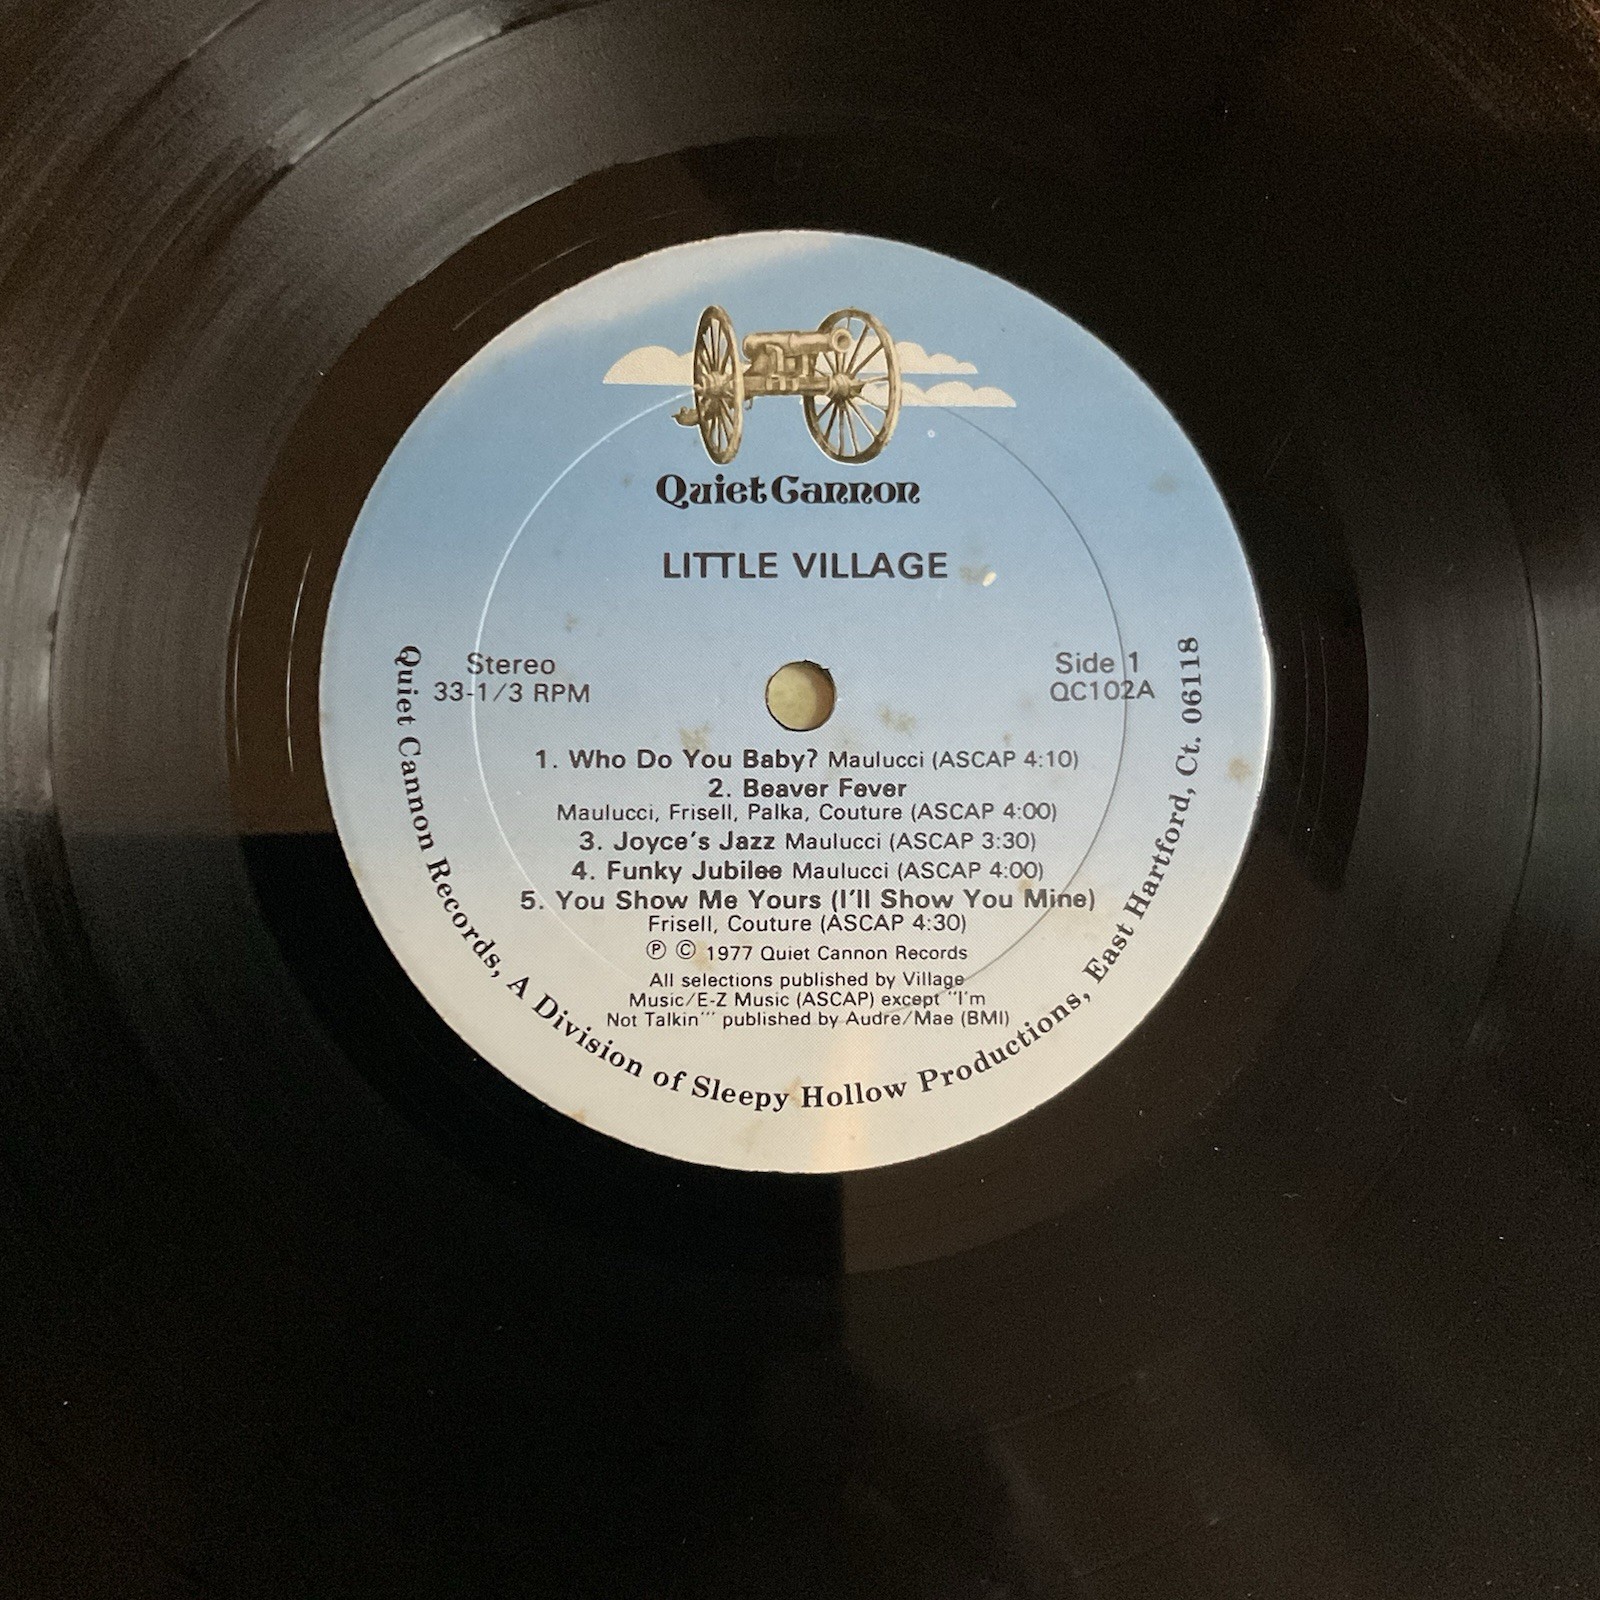 Quiet Cannon
LITTLE VILLAGE
Stereo
33-1/3 RPM
Side 1
QC102A
1. Who Do You Baby? Maulucci (ASCAP 4:10)
2. Beaver Fever
Maulucci, Frisell, Palka, Couture (ASCAP 4:00)
3. Joyce's Jazz Maulucci (ASCAP 3:30)
4. Funky Jubilee Maulucci (ASCAP 4:00)
5. You Show Me Yours (I'll Show You Mine)
Frisell, Couture (ASCAP 4:30)
℗ © 1977 Quiet Cannon Records
All selections published by Village
Music/E-Z Music (ASCAP) except "I'm
Not Talkin'" published by Audre/Mae (BMI)
Quiet Cannon Records, A Division of Sleepy Hollow Productions, East Hartford, Ct. 06118